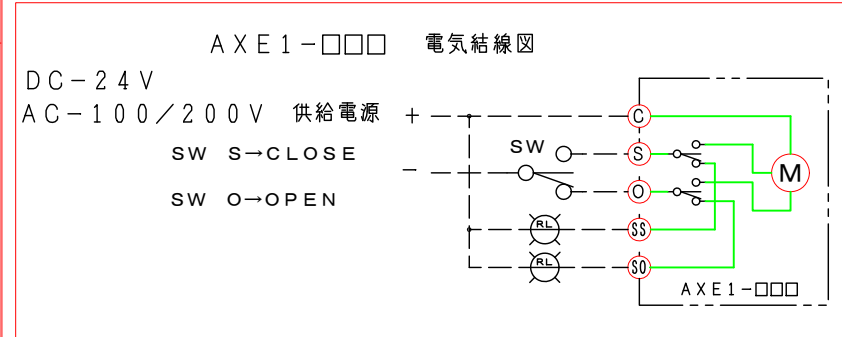 AXE1-□□□ 電気結線図
DC-24V
AC-100/200V 供給電源 +
SW S→CLOSE
-
SW O→OPEN
SW
C
S
O
M
RL
SS
RL
SO
AXE1-□□□